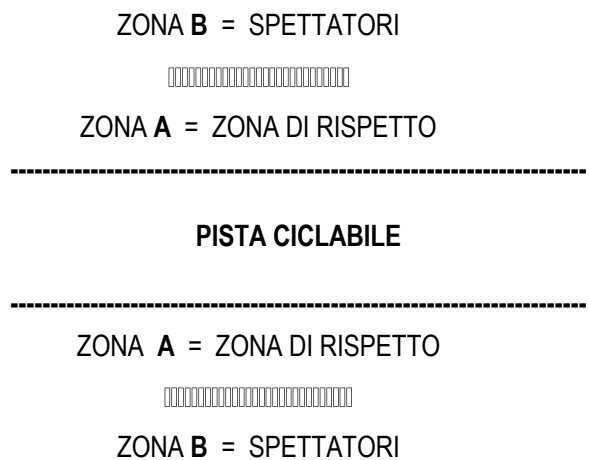 ZONA B = SPETTATORI
ZONA A = ZONA DI RISPETTO
PISTA CICLABILE
ZONA A = ZONA DI RISPETTO
ZONA B = SPETTATORI